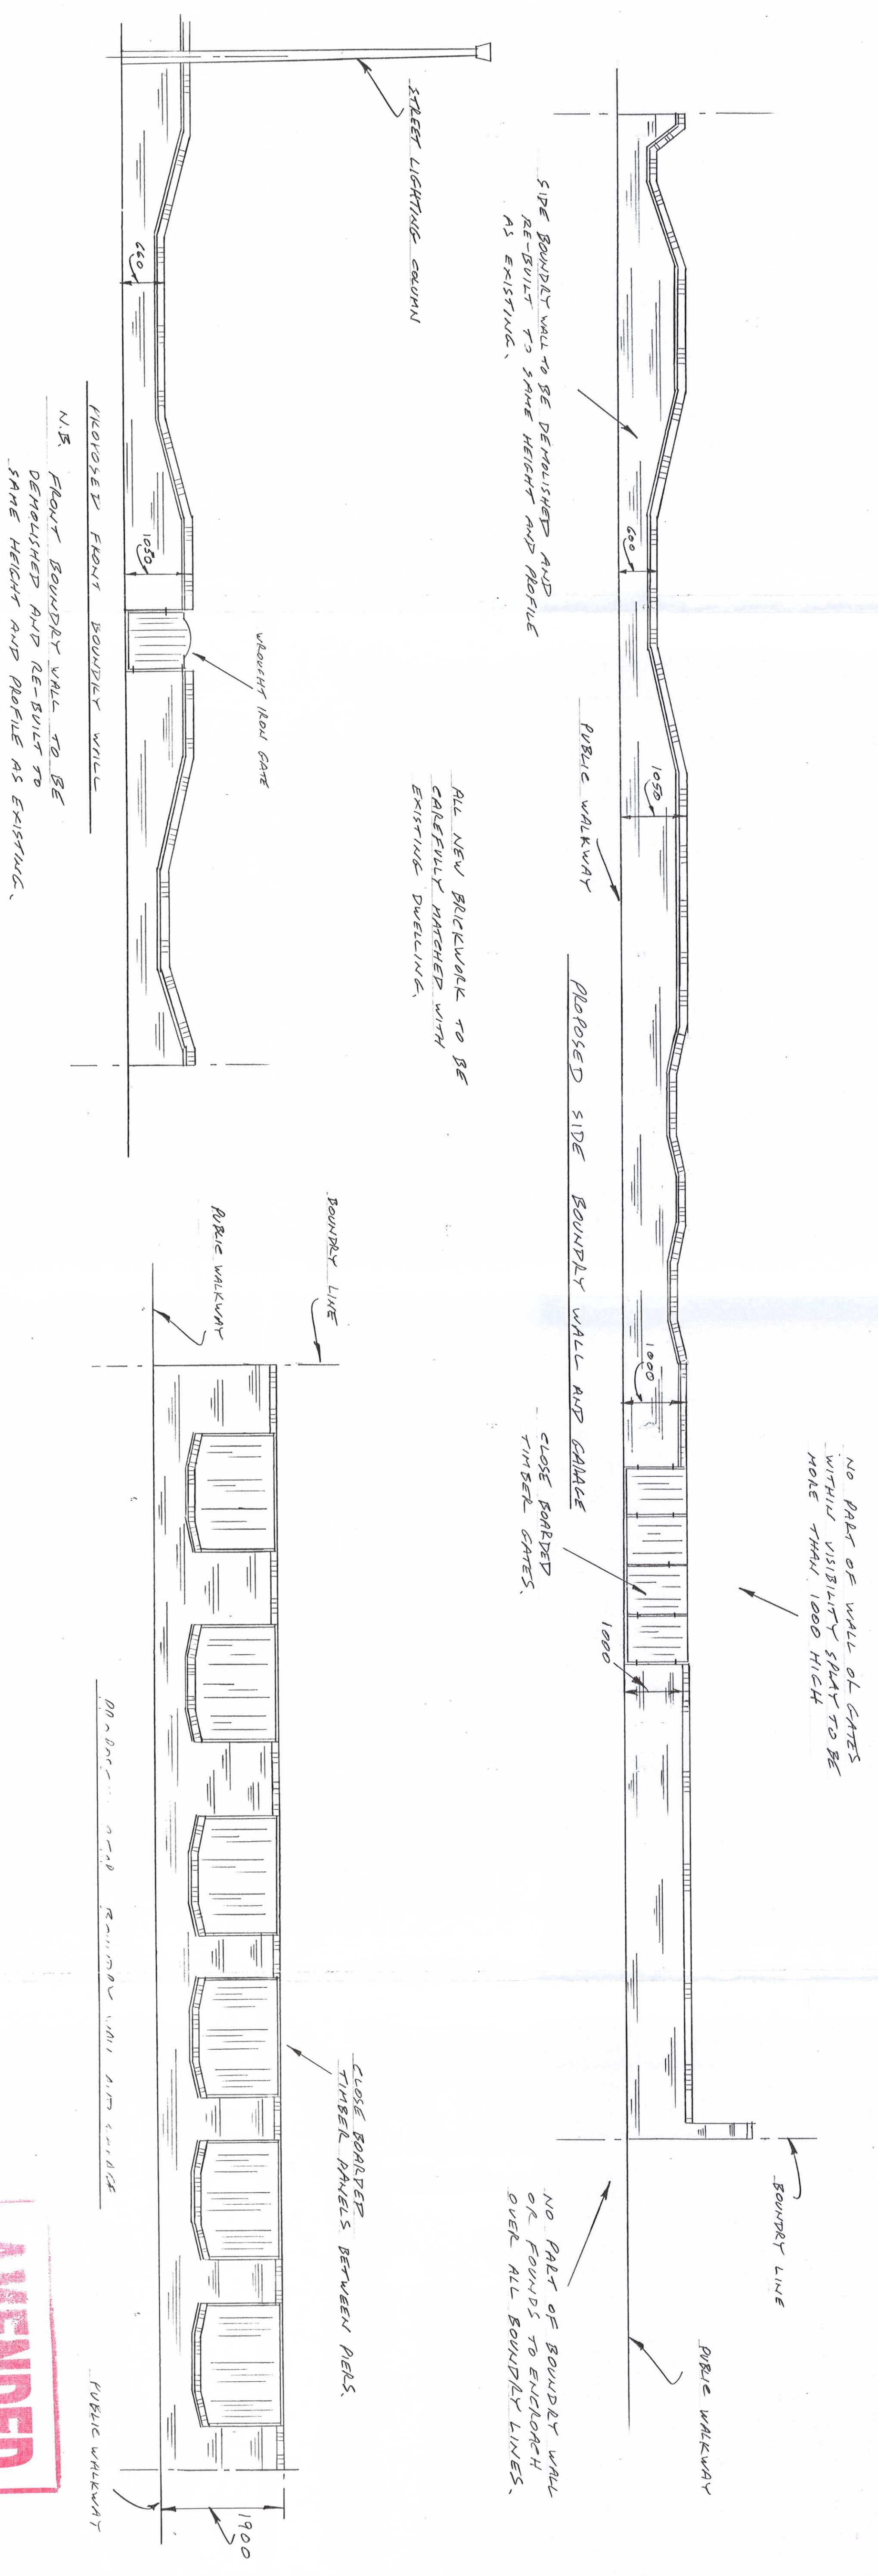 NO PART OF WALL OR GATES
WITHIN VISIBILITY SPLAY TO BE
MORE THAN 1000 HIGH
BOUNDRY LINE
PUBLIC WALKWAY
SIDE BOUNDRY WALL TO BE DEMOLISHED AND
RE-BUILT TO SAME HEIGHT AND PROFILE
AS EXISTING.
600
1050
1000
1000
PUBLIC WALKWAY
CLOSE BOARDED
TIMBER GATES.
NO PART OF BOUNDRY WALL
OR FOUNDS TO ENCROACH
OVER ALL BOUNDRY LINES.
PROPOSED SIDE BOUNDRY WALL AND GARAGE
STREET LIGHTING COLUMN
ALL NEW BRICKWORK TO BE
CAREFULLY MATCHED WITH
EXISTING DWELLING.
WROUGHT IRON GATE
660
1050
PROPOSED FRONT BOUNDRY WALL
N.B. FRONT BOUNDRY WALL TO BE
DEMOLISHED AND RE-BUILT TO
SAME HEIGHT AND PROFILE AS EXISTING.
BOUNDRY LINE
PUBLIC WALKWAY
CLOSE BOARDED
TIMBER PANELS BETWEEN PIERS.
1900
PUBLIC WALKWAY
AMENDED